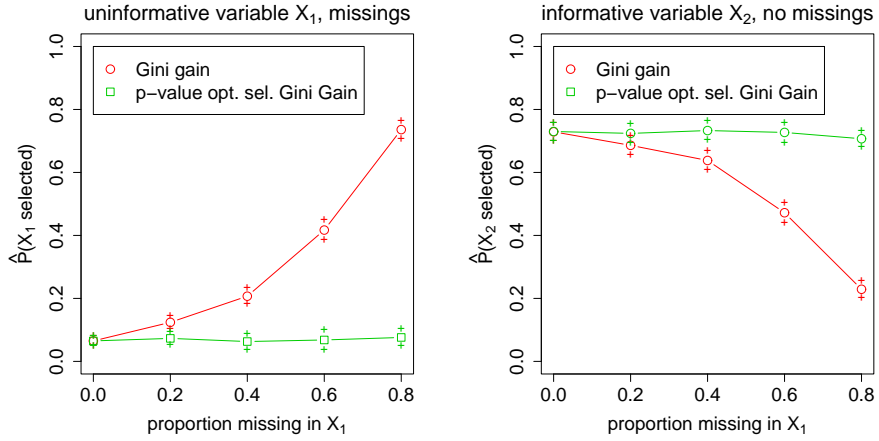 uninformative variable X₁, missings
Gini gain
p−value opt. sel. Gini Gain
P̂(X₁ selected)
1.0
0.8
0.6
0.4
0.2
0.0
0.0 0.2 0.4 0.6 0.8
proportion missing in X₁
informative variable X₂, no missings
Gini gain
p−value opt. sel. Gini Gain
P̂(X₂ selected)
1.0
0.8
0.6
0.4
0.2
0.0
0.0 0.2 0.4 0.6 0.8
proportion missing in X₁